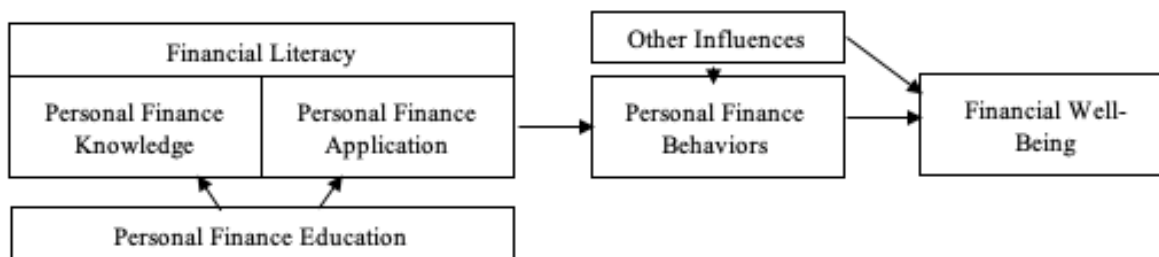 Financial Literacy
Personal Finance
Knowledge
Personal Finance
Application
Personal Finance Education
Other Influences
Personal Finance
Behaviors
Financial Well-
Being